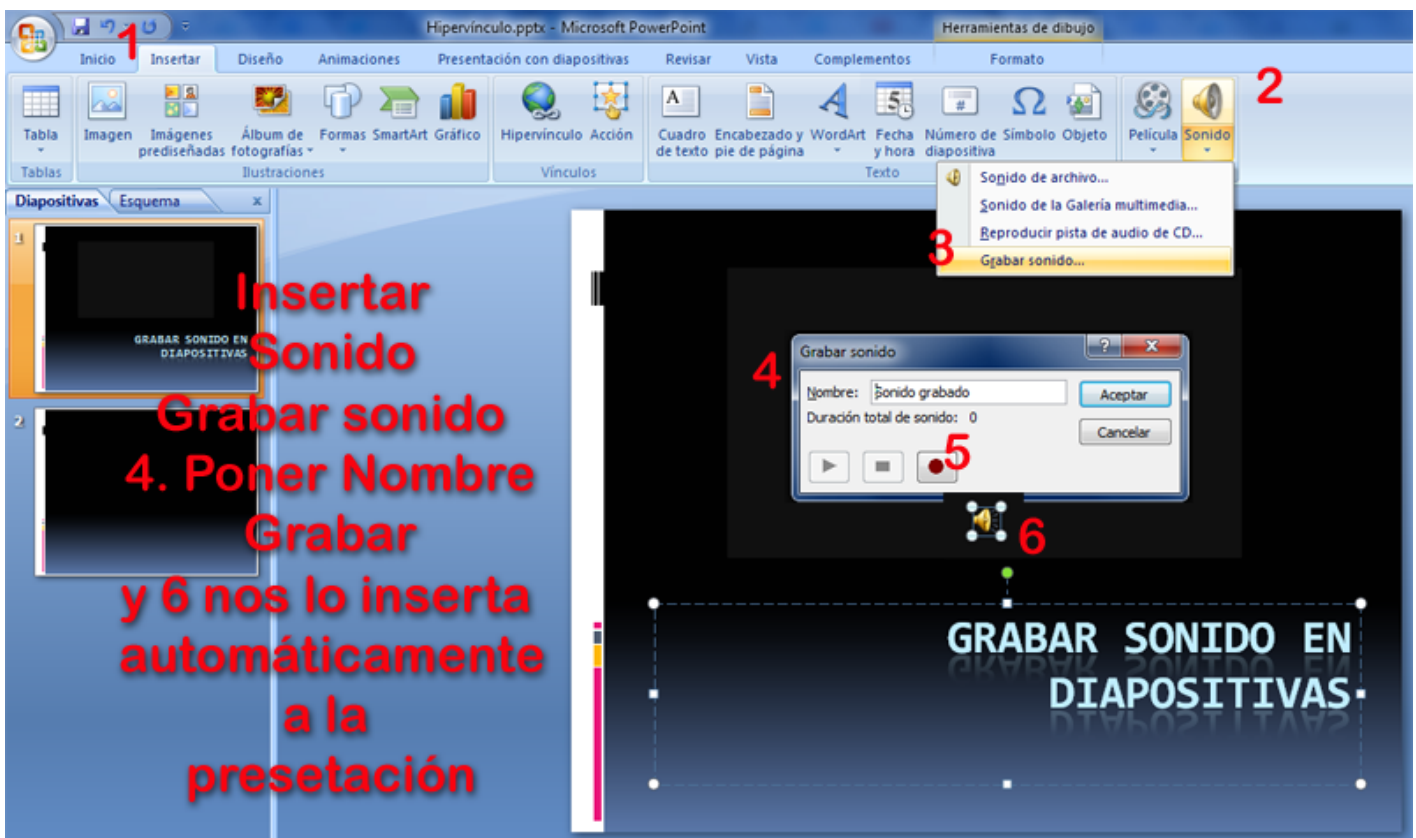 Hipervínculo.pptx - Microsoft PowerPoint
Herramientas de dibujo
1
Inicio Insertar Diseño Animaciones Presentación con diapositivas Revisar Vista Complementos Formato
2
Tabla
Imagen
Imágenes
prediseñadas
Álbum de
fotografías
Formas
SmartArt
Gráfico
Hipervínculo
Acción
Cuadro
de texto
Encabezado y
pie de página
WordArt
Fecha
y hora
Número de
diapositiva
Símbolo
Objeto
Película
Sonido
Tablas Ilustraciones Vínculos Texto
Sonido de archivo...
Sonido de la Galería multimedia...
Reproducir pista de audio de CD...
3
Grabar sonido...
Diapositivas Esquema x
1
GRABAR SONIDO EN
DIAPOSITIVAS
2
Insertar
Sonido
Grabar sonido
4. Poner Nombre
Grabar
y 6 nos lo inserta
automáticamente
a la
presetación
4
Grabar sonido
Nombre: Sonido grabado
Aceptar
Duración total de sonido: 0
Cancelar
5
6
GRABAR SONIDO EN
DIAPOSITIVAS